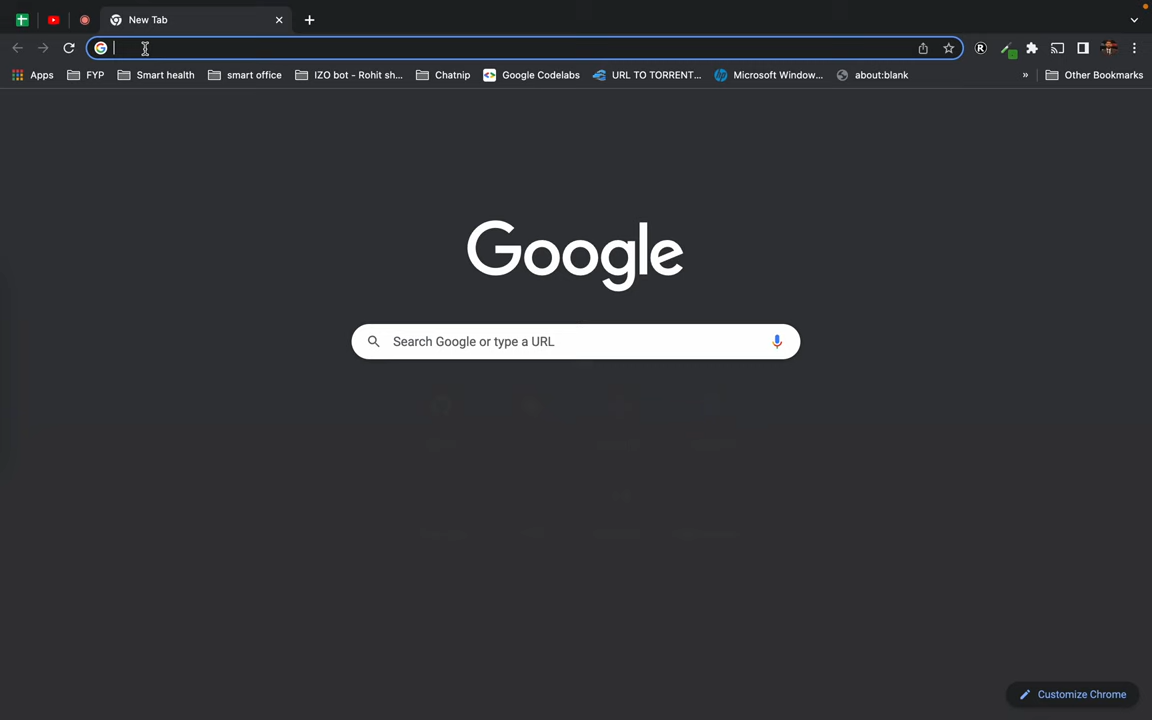 New Tab
Apps FYP Smart health smart office IZO bot - Rohit sh... Chatnip Google Codelabs URL TO TORRENT... Microsoft Window... about:blank » Other Bookmarks
Google
Search Google or type a URL
Customize Chrome